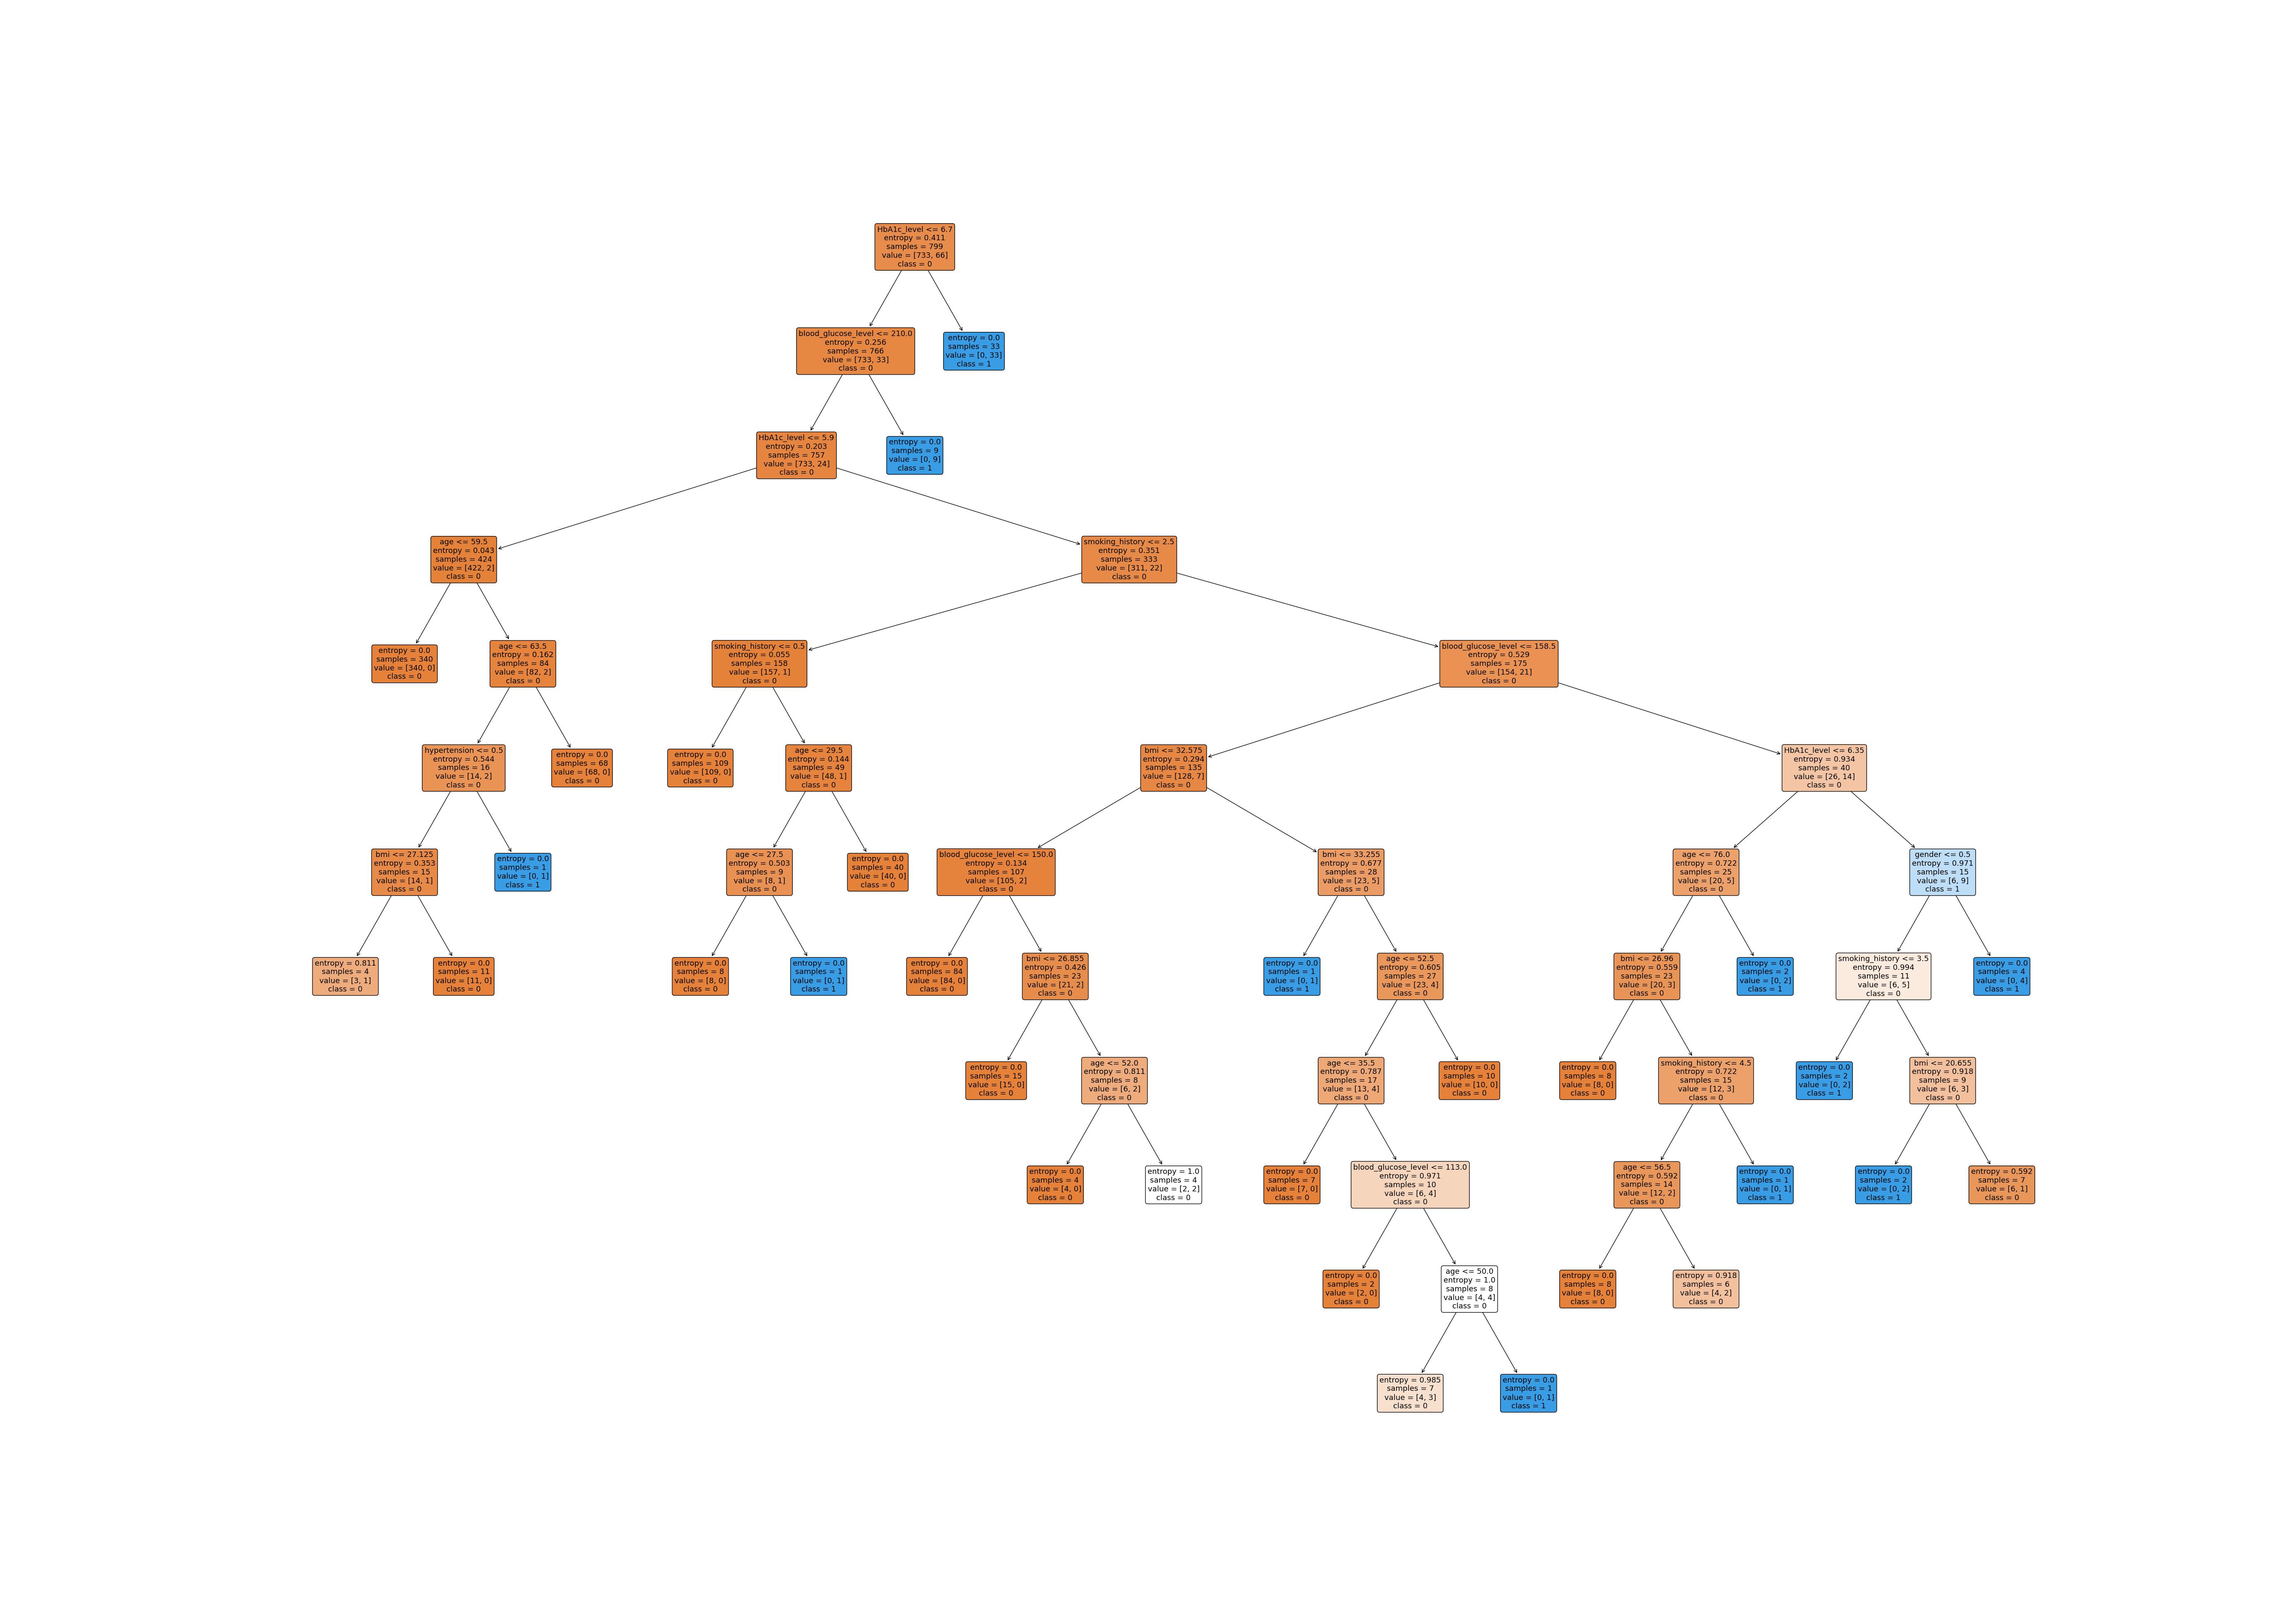 HbA1c_level <= 6.7
entropy = 0.411
samples = 799
value = [733, 66]
class = 0
blood_glucose_level <= 210.0
entropy = 0.256
samples = 766
value = [733, 33]
class = 0
entropy = 0.0
samples = 33
value = [0, 33]
class = 1
HbA1c_level <= 5.9
entropy = 0.203
samples = 757
value = [733, 24]
class = 0
entropy = 0.0
samples = 9
value = [0, 9]
class = 1
age <= 59.5
entropy = 0.043
samples = 424
value = [422, 2]
class = 0
smoking_history <= 2.5
entropy = 0.351
samples = 333
value = [311, 22]
class = 0
entropy = 0.0
samples = 340
value = [340, 0]
class = 0
age <= 63.5
entropy = 0.162
samples = 84
value = [82, 2]
class = 0
smoking_history <= 0.5
entropy = 0.055
samples = 158
value = [157, 1]
class = 0
blood_glucose_level <= 158.5
entropy = 0.529
samples = 175
value = [154, 21]
class = 0
hypertension <= 0.5
entropy = 0.544
samples = 16
value = [14, 2]
class = 0
entropy = 0.0
samples = 68
value = [68, 0]
class = 0
entropy = 0.0
samples = 109
value = [109, 0]
class = 0
age <= 29.5
entropy = 0.144
samples = 49
value = [48, 1]
class = 0
bmi <= 32.575
entropy = 0.294
samples = 135
value = [128, 7]
class = 0
HbA1c_level <= 6.35
entropy = 0.934
samples = 40
value = [26, 14]
class = 0
bmi <= 27.125
entropy = 0.353
samples = 15
value = [14, 1]
class = 0
entropy = 0.0
samples = 1
value = [0, 1]
class = 1
age <= 27.5
entropy = 0.503
samples = 9
value = [8, 1]
class = 0
entropy = 0.0
samples = 40
value = [40, 0]
class = 0
blood_glucose_level <= 150.0
entropy = 0.134
samples = 107
value = [105, 2]
class = 0
bmi <= 33.255
entropy = 0.677
samples = 28
value = [23, 5]
class = 0
age <= 76.0
entropy = 0.722
samples = 25
value = [20, 5]
class = 0
gender <= 0.5
entropy = 0.971
samples = 15
value = [6, 9]
class = 1
entropy = 0.811
samples = 4
value = [3, 1]
class = 0
entropy = 0.0
samples = 11
value = [11, 0]
class = 0
entropy = 0.0
samples = 8
value = [8, 0]
class = 0
entropy = 0.0
samples = 1
value = [0, 1]
class = 1
entropy = 0.0
samples = 84
value = [84, 0]
class = 0
bmi <= 26.855
entropy = 0.426
samples = 23
value = [21, 2]
class = 0
entropy = 0.0
samples = 1
value = [0, 1]
class = 1
age <= 52.5
entropy = 0.605
samples = 27
value = [23, 4]
class = 0
bmi <= 26.96
entropy = 0.559
samples = 23
value = [20, 3]
class = 0
entropy = 0.0
samples = 2
value = [0, 2]
class = 1
smoking_history <= 3.5
entropy = 0.994
samples = 11
value = [6, 5]
class = 0
entropy = 0.0
samples = 4
value = [0, 4]
class = 1
entropy = 0.0
samples = 15
value = [15, 0]
class = 0
age <= 52.0
entropy = 0.811
samples = 8
value = [6, 2]
class = 0
age <= 35.5
entropy = 0.787
samples = 17
value = [13, 4]
class = 0
entropy = 0.0
samples = 10
value = [10, 0]
class = 0
entropy = 0.0
samples = 8
value = [8, 0]
class = 0
smoking_history <= 4.5
entropy = 0.722
samples = 15
value = [12, 3]
class = 0
entropy = 0.0
samples = 2
value = [0, 2]
class = 1
bmi <= 20.655
entropy = 0.918
samples = 9
value = [6, 3]
class = 0
entropy = 0.0
samples = 4
value = [4, 0]
class = 0
entropy = 1.0
samples = 4
value = [2, 2]
class = 0
entropy = 0.0
samples = 7
value = [7, 0]
class = 0
blood_glucose_level <= 113.0
entropy = 0.971
samples = 10
value = [6, 4]
class = 0
age <= 56.5
entropy = 0.592
samples = 14
value = [12, 2]
class = 0
entropy = 0.0
samples = 1
value = [0, 1]
class = 1
entropy = 0.0
samples = 2
value = [0, 2]
class = 1
entropy = 0.592
samples = 7
value = [6, 1]
class = 0
entropy = 0.0
samples = 2
value = [2, 0]
class = 0
age <= 50.0
entropy = 1.0
samples = 8
value = [4, 4]
class = 0
entropy = 0.0
samples = 8
value = [8, 0]
class = 0
entropy = 0.918
samples = 6
value = [4, 2]
class = 0
entropy = 0.985
samples = 7
value = [4, 3]
class = 0
entropy = 0.0
samples = 1
value = [0, 1]
class = 1